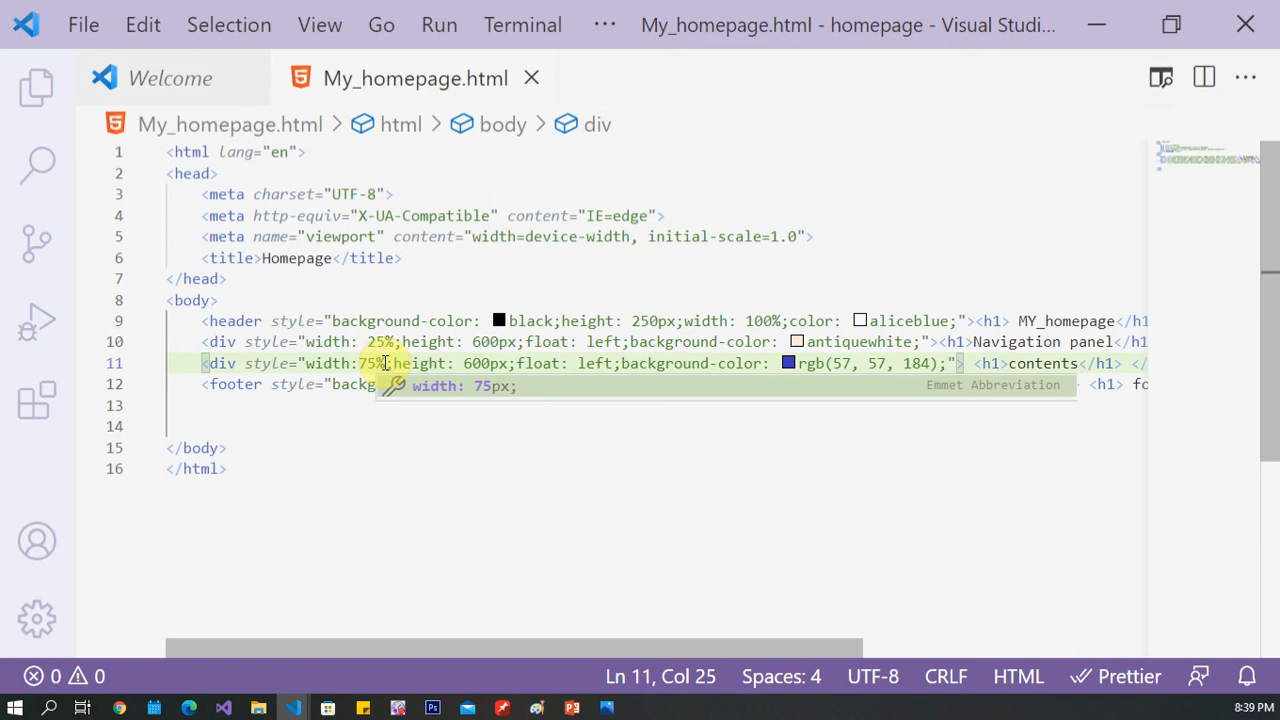 File Edit Selection View Go Run Terminal ··· My_homepage.html - homepage - Visual Studi...
Welcome My_homepage.html
My_homepage.html > html > body > div
1 <html lang="en">
2 <head>
3 <meta charset="UTF-8">
4 <meta http-equiv="X-UA-Compatible" content="IE=edge">
5 <meta name="viewport" content="width=device-width, initial-scale=1.0">
6 <title>Homepage</title>
7 </head>
8 <body>
9 <header style="background-color: black;height: 250px;width: 100%;color: aliceblue;"><h1> MY_homepage</h
10 <div style="width: 25%;height: 600px;float: left;background-color: antiquewhite;"><h1>Navigation panel</h1
11 <div style="width:75%;height: 600px;float: left;background-color: rgb(57, 57, 184);"> <h1>contents</h1> </
12 <footer style="backg <h1> fo
width: 75px; Emmet Abbreviation
13
14
15 </body>
16 </html>
0 0 Ln 11, Col 25 Spaces: 4 UTF-8 CRLF HTML Prettier
8:39 PM